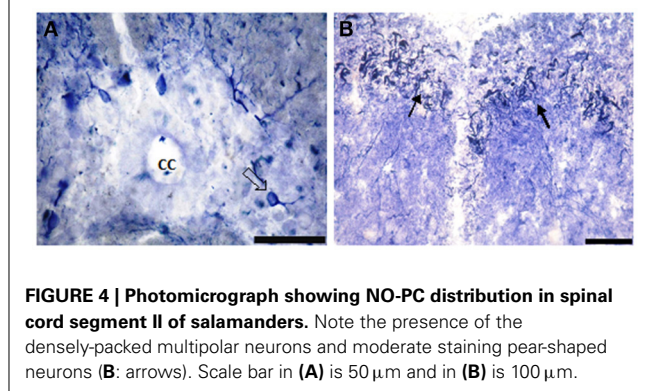 A
B
cc
FIGURE 4 | Photomicrograph showing NO-PC distribution in spinal
cord segment II of salamanders. Note the presence of the
densely-packed multipolar neurons and moderate staining pear-shaped
neurons (B: arrows). Scale bar in (A) is 50 μm and in (B) is 100 μm.